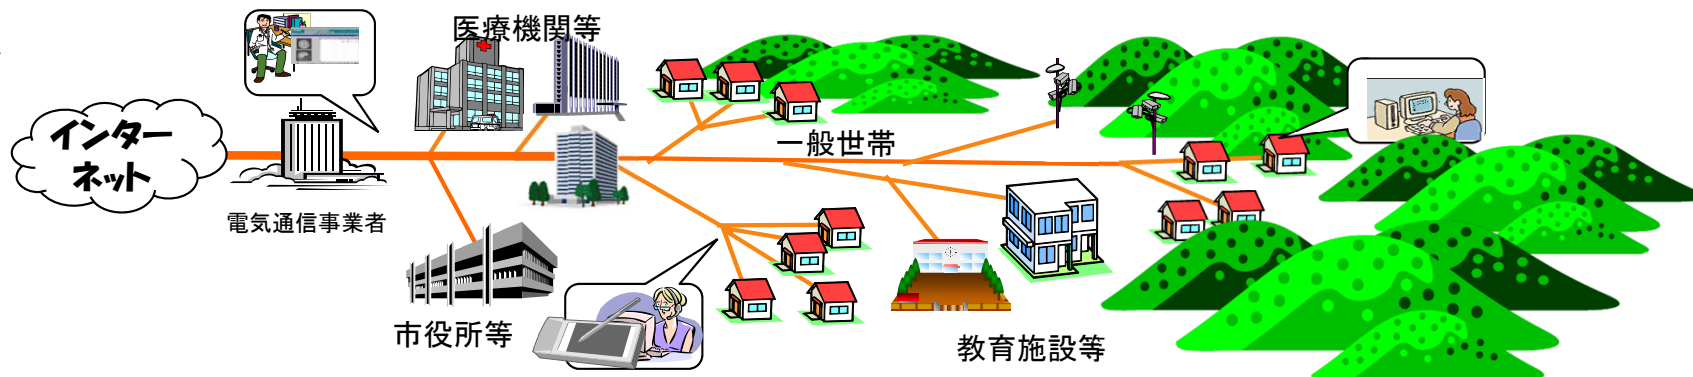 インター
ネット
電気通信事業者
医療機関等
市役所等
一般世帯
教育施設等